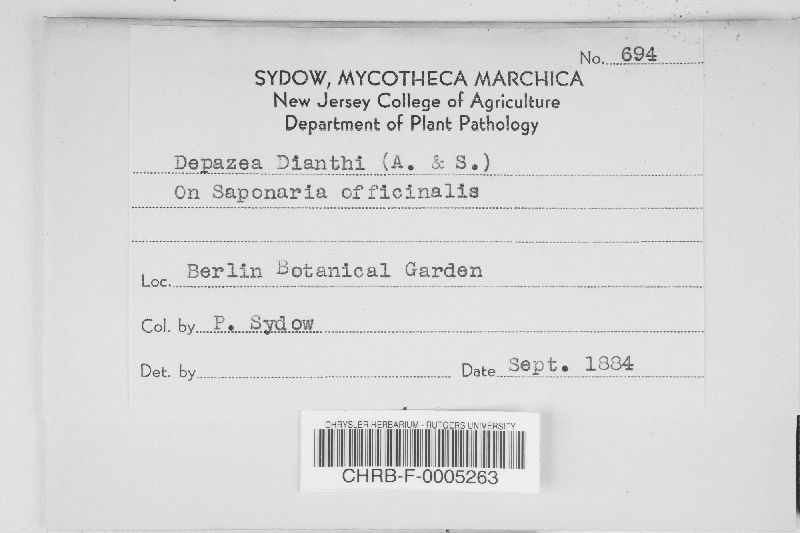 No. 694
SYDOW, MYCOTHECA MARCHICA
New Jersey College of Agriculture
Department of Plant Pathology
Depazea Dianthi (A. & S.)
On Saponaria officinalis
Loc. Berlin Botanical Garden
Col. by P. Sydow
Det. by
Date Sept. 1884
CHRYSLER HERBARIUM - RUTGERS UNIVERSITY
CHRB-F-0005263